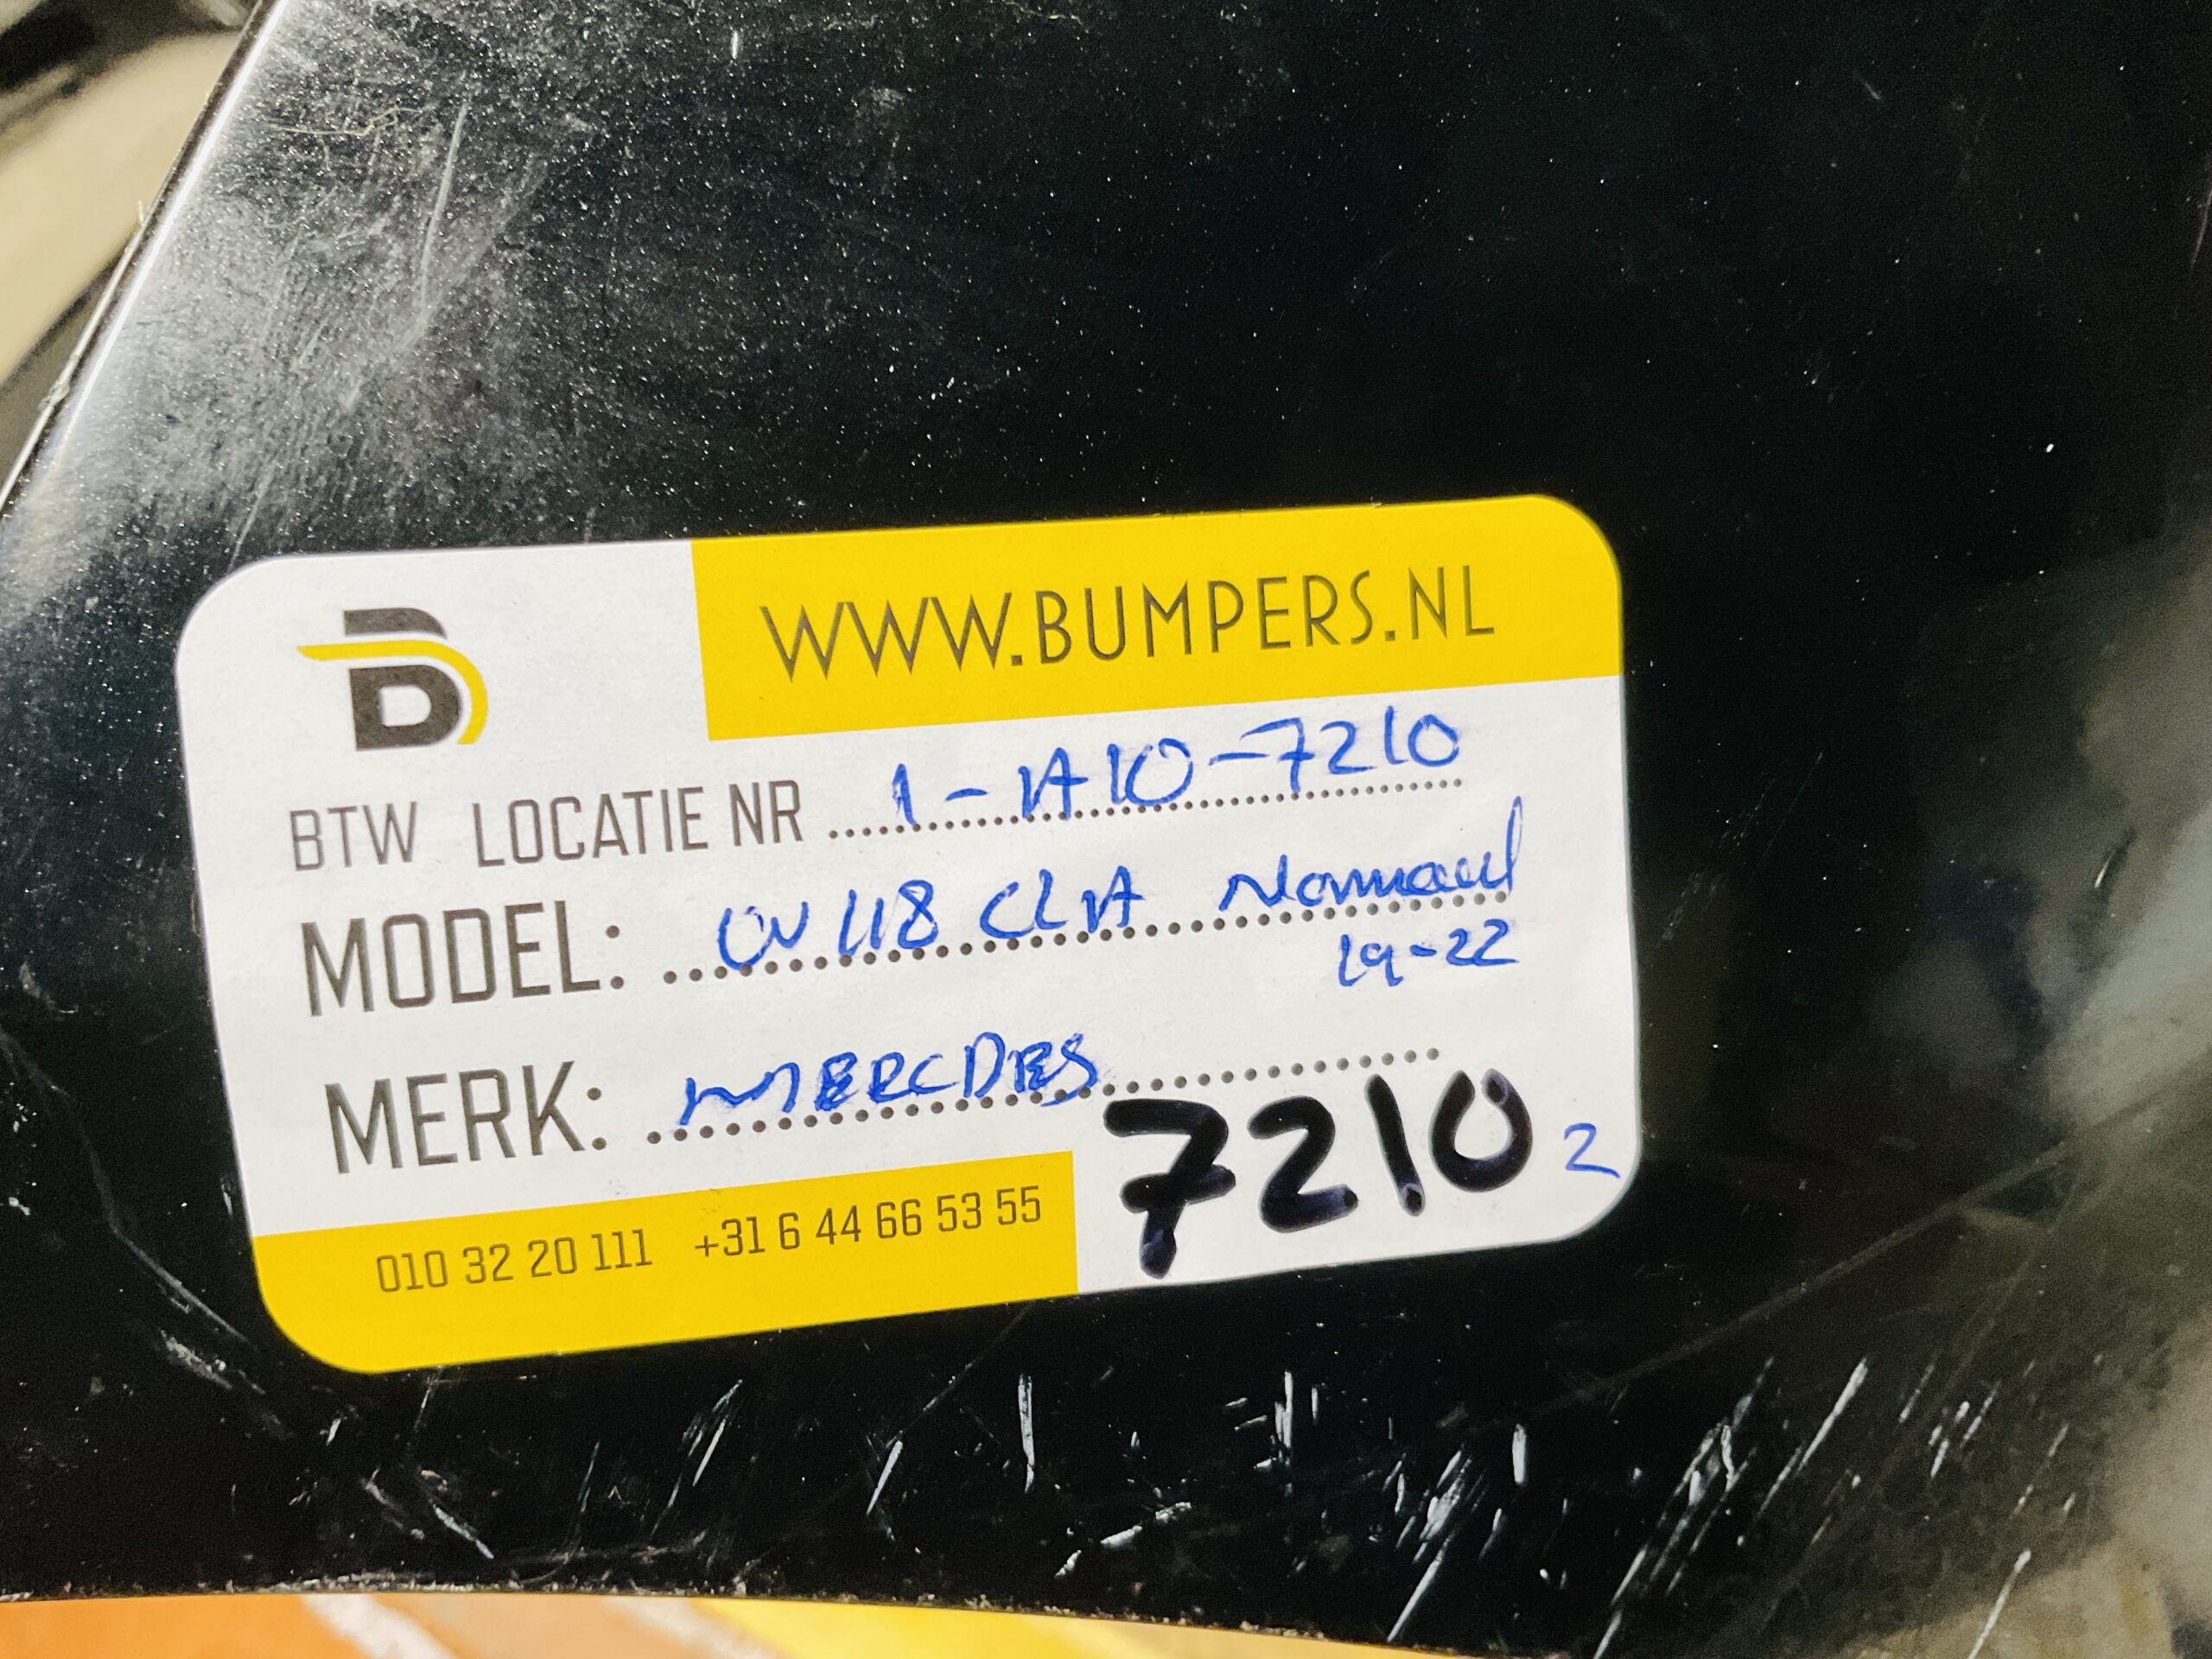 B
WWW.BUMPERS.NL
BTW LOCATIE NR 1-A10-7210
MODEL: W118 CLA Normaal
19-22
MERK: MERCDES
7210 2
010 32 20 111 +31 6 44 66 53 55